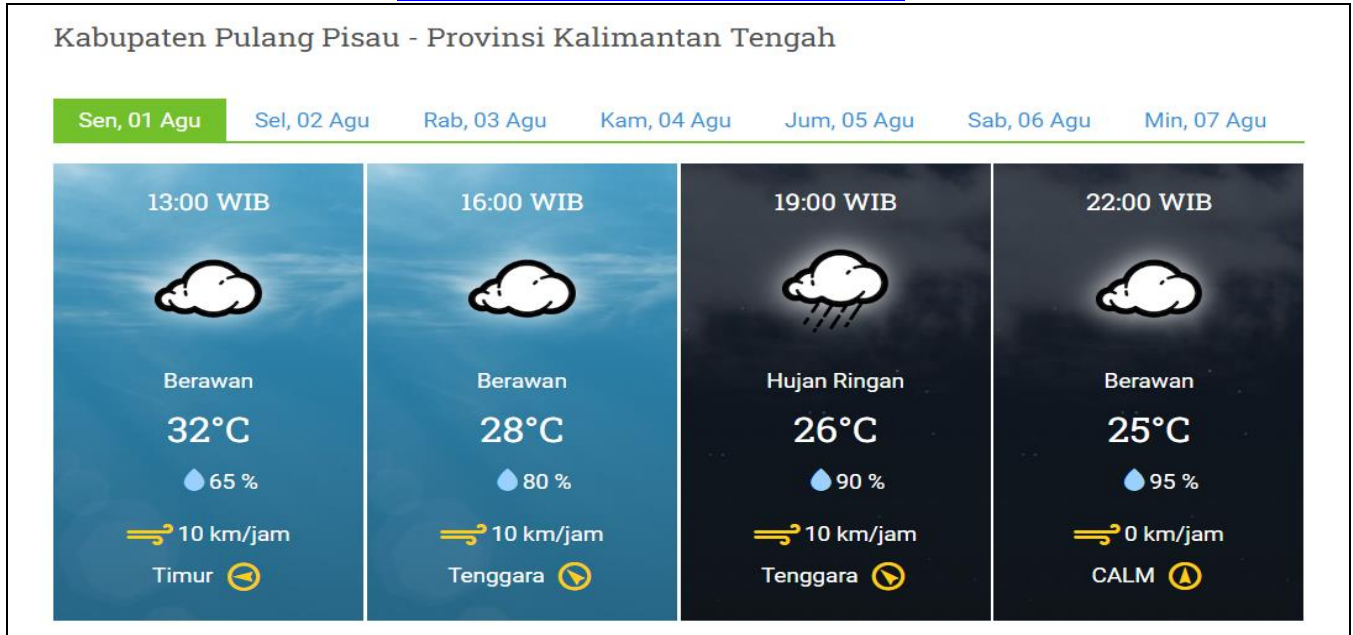 Kabupaten Pulang Pisau - Provinsi Kalimantan Tengah
Sen, 01 Agu Sel, 02 Agu Rab, 03 Agu Kam, 04 Agu Jum, 05 Agu Sab, 06 Agu Min, 07 Agu
13:00 WIB 16:00 WIB 19:00 WIB 22:00 WIB
Berawan Berawan Hujan Ringan Berawan
32°C 28°C 26°C 25°C
65 % 80 % 90 % 95 %
10 km/jam 10 km/jam 10 km/jam 0 km/jam
Timur Tenggara Tenggara CALM